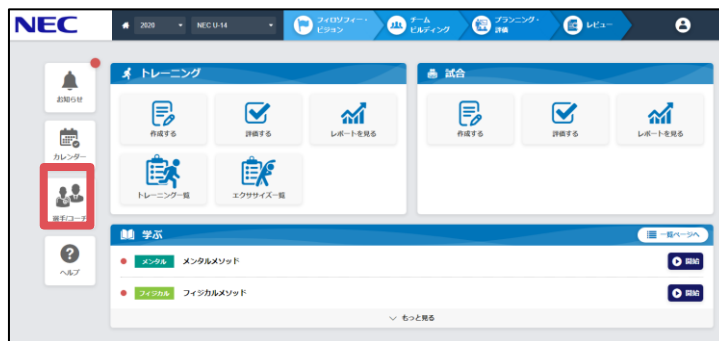 NEC
2020
NEC U-14
フィロソフィー・
ビジョン
チーム
ビルディング
プランニング・
評価
レビュー
お知らせ
カレンダー
選手/コーチ
ヘルプ
トレーニング
作成する
評価する
レポートを見る
トレーニング一覧
エクササイズ一覧
試合
作成する
評価する
レポートを見る
学ぶ
一覧ページへ
メンタル メンタルメソッド
開始
フィジカル フィジカルメソッド
開始
もっと見る